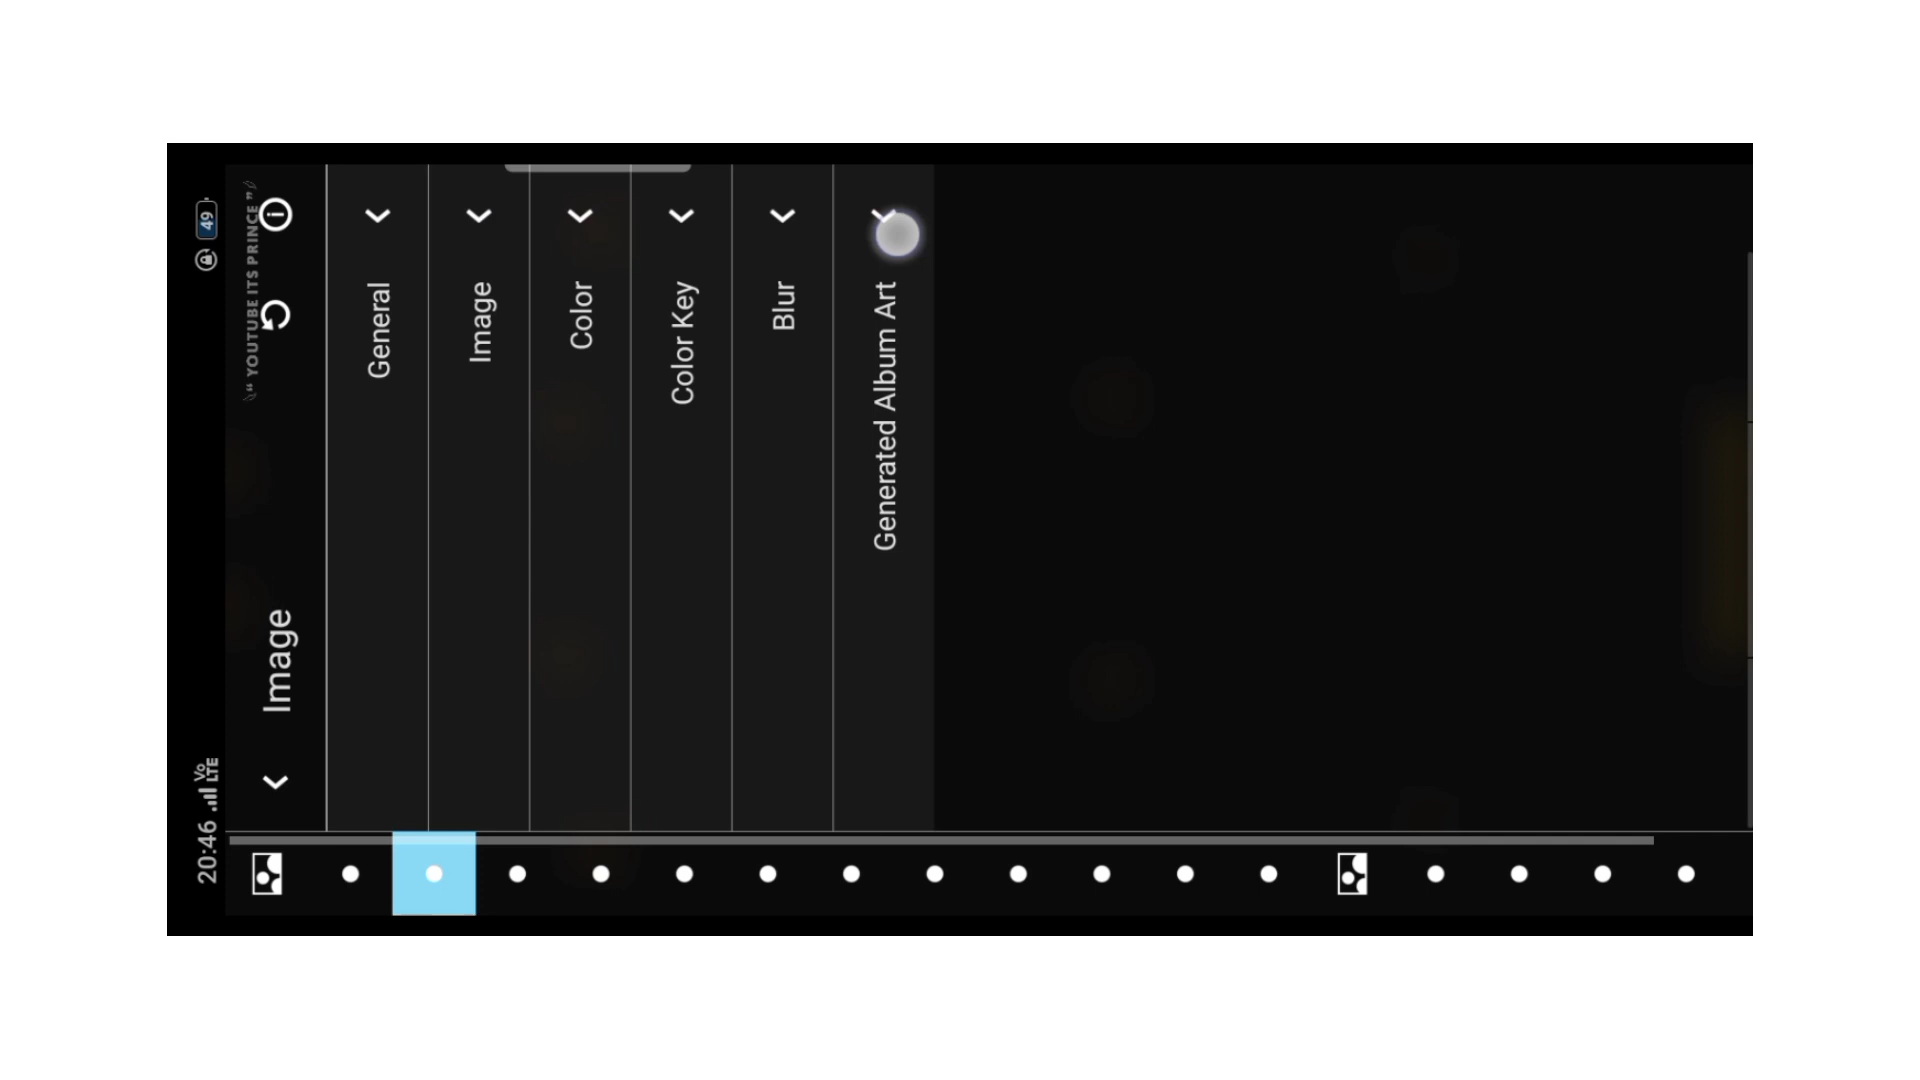 20:46 Vo LTE 49
“ YOUTUBE ITS PRINCE ”
Image
General
Image
Color
Color Key
Blur
Generated Album Art